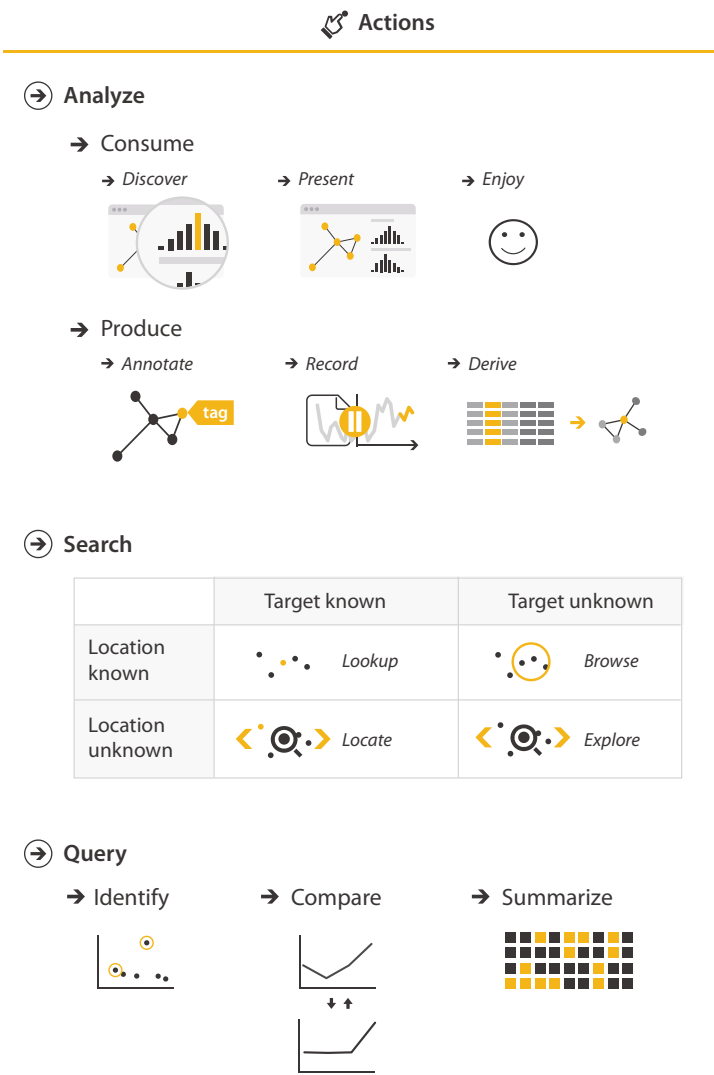 Actions
Analyze
Consume
Discover
Present
Enjoy
Produce
Annotate
Record
Derive
tag
Search
Target known
Target unknown
Location
known
Lookup
Browse
Location
unknown
Locate
Explore
Query
Identify
Compare
Summarize